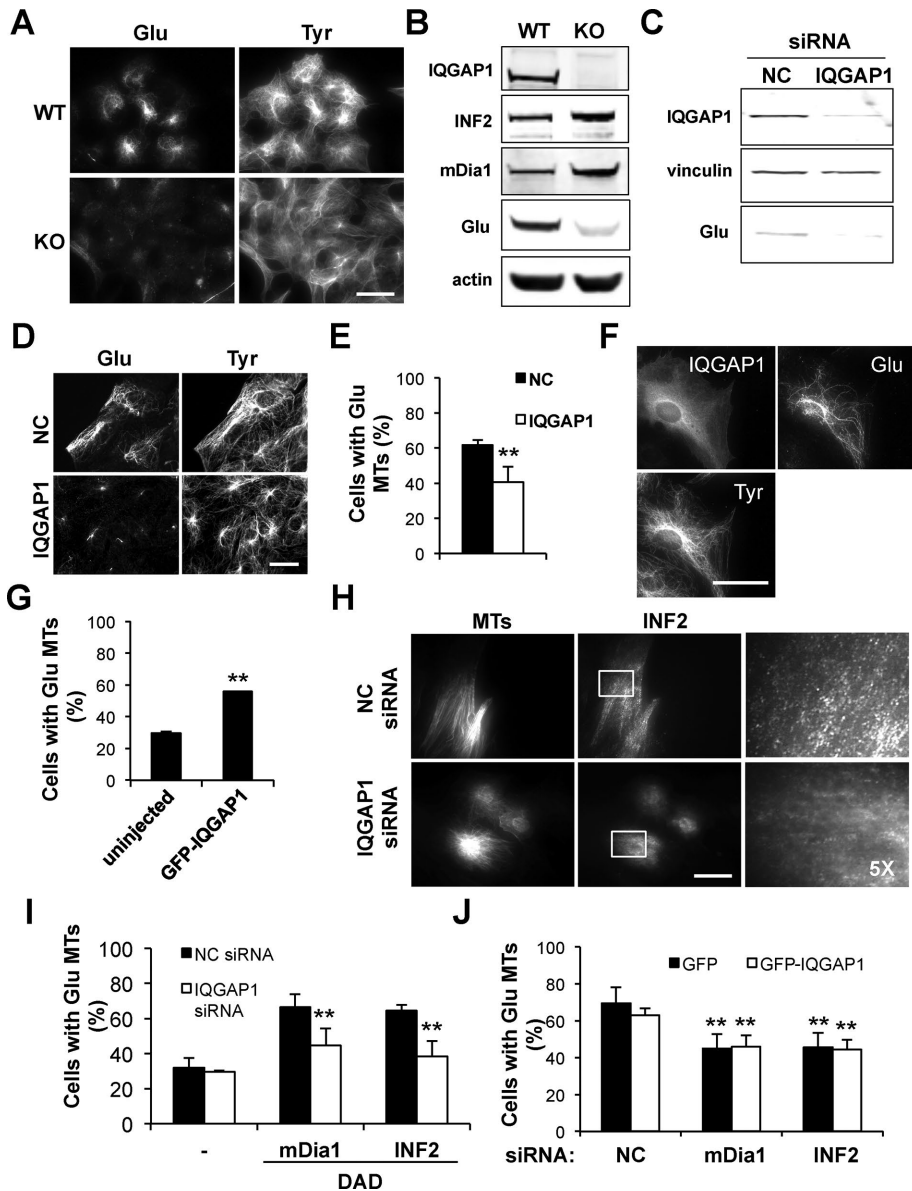 A
Glu Tyr
WT
KO
B
WT KO
IQGAP1
INF2
mDia1
Glu
actin
C
siRNA
NC IQGAP1
IQGAP1
vinculin
Glu
D
Glu Tyr
NC
IQGAP1
E
Cells with Glu
MTs (%)
100
80
60
40
20
0
NC
IQGAP1
**
F
IQGAP1
Glu
Tyr
G
Cells with Glu MTs
(%)
100
80
60
40
20
0
**
uninjected
GFP-IQGAP1
H
MTs INF2
NC
siRNA
IQGAP1
siRNA
5X
I
Cells with Glu MTs
(%)
100
80
60
40
20
0
NC siRNA
IQGAP1
siRNA
**
**
- mDia1 INF2
DAD
J
Cells with Glu MTs
(%)
100
80
60
40
20
0
GFP GFP-IQGAP1
** ** ** **
siRNA: NC mDia1 INF2